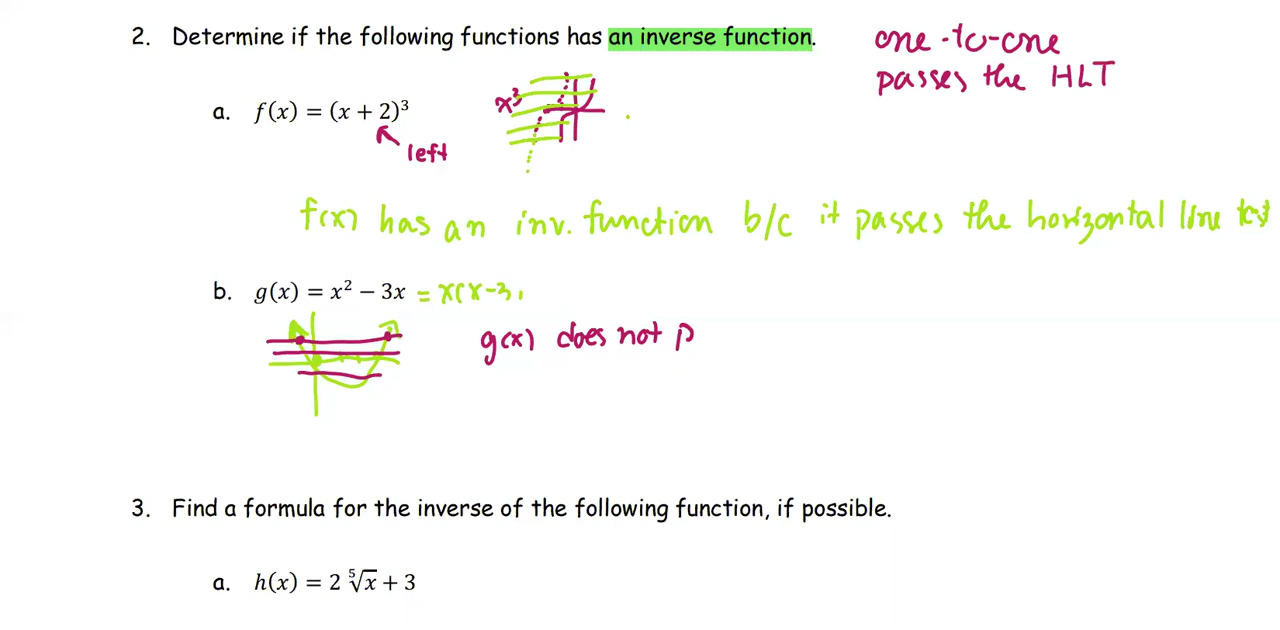 2. Determine if the following functions has an inverse function.
one-to-one
passes the HLT
a. f(x) = (x + 2)³
x³
left
f(x) has an inv. function b/c it passes the horizontal line test
b. g(x) = x² − 3x = x(x-3)
g(x) does not p
3. Find a formula for the inverse of the following function, if possible.
a. h(x) = 2 ⁵√x + 3